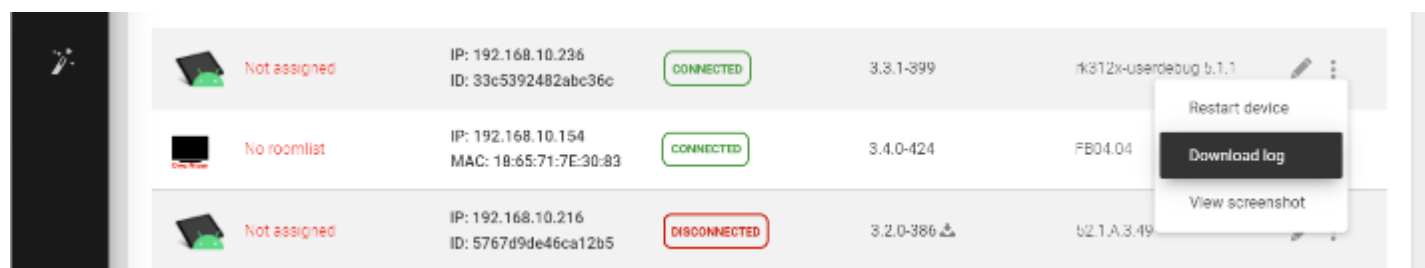 Not assigned
IP: 192.168.10.236
ID: 33c5392482abc36c
CONNECTED
3.3.1-399
rk312x-userdebug 5.1.1
Restart device
Download log
View screenshot
No roomlist
IP: 192.168.10.154
MAC: 18:65:71:7E:30:83
CONNECTED
3.4.0-424
FB04.04
Not assigned
IP: 192.168.10.216
ID: 5767d9de46ca12b5
DISCONNECTED
3.2.0-386
52.1.A.3.49